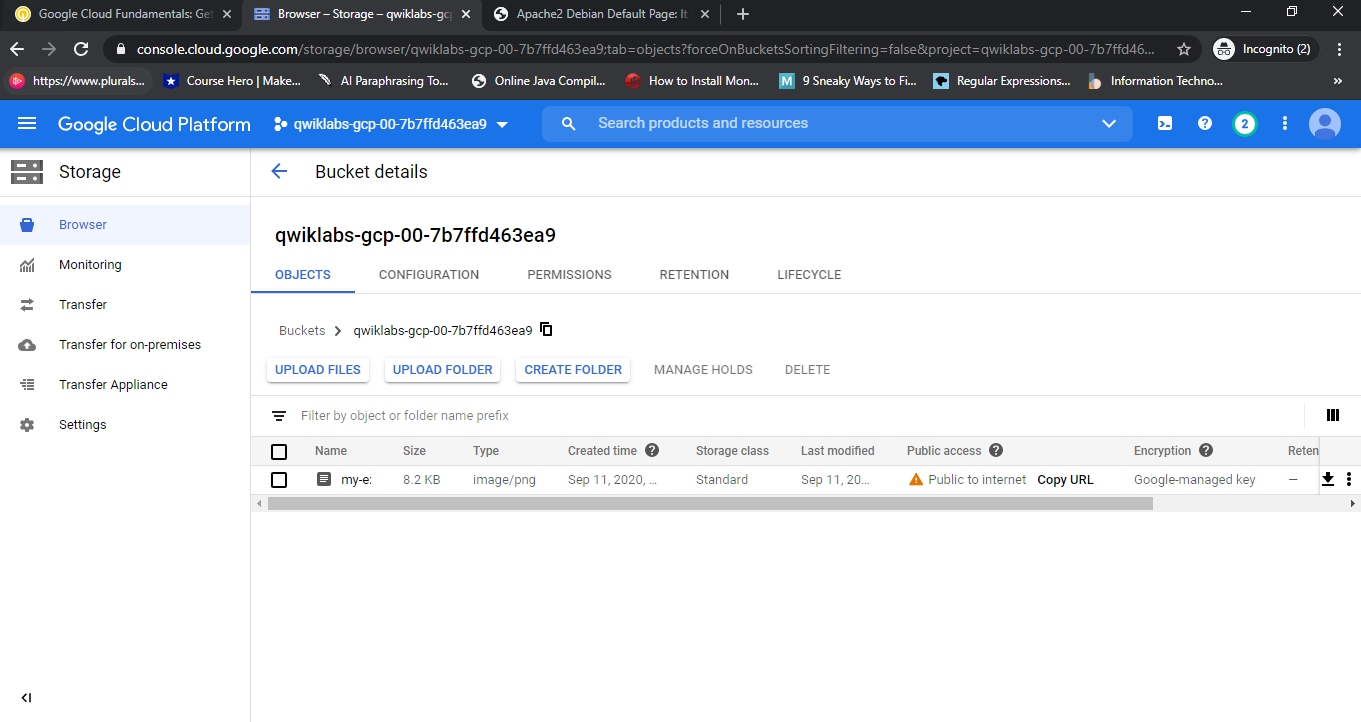 Google Cloud Fundamentals: Get
Browser – Storage – qwiklabs-gcp
Apache2 Debian Default Page: It
console.cloud.google.com/storage/browser/qwiklabs-gcp-00-7b7ffd463ea9;tab=objects?forceOnBucketsSortingFiltering=false&project=qwiklabs-gcp-00-7b7ffd46...
Incognito (2)
https://www.plurals...
Course Hero | Make...
AI Paraphrasing To...
Online Java Compil...
How to Install Mon...
M
9 Sneaky Ways to Fi...
Regular Expressions...
Information Techno...
»
Google Cloud Platform
qwiklabs-gcp-00-7b7ffd463ea9
Search products and resources
2
Storage
Bucket details
Browser
Monitoring
Transfer
Transfer for on-premises
Transfer Appliance
Settings
qwiklabs-gcp-00-7b7ffd463ea9
OBJECTS
CONFIGURATION
PERMISSIONS
RETENTION
LIFECYCLE
Buckets > qwiklabs-gcp-00-7b7ffd463ea9
UPLOAD FILES
UPLOAD FOLDER
CREATE FOLDER
MANAGE HOLDS
DELETE
Filter by object or folder name prefix
Name Size Type Created time Storage class Last modified Public access Encryption Reten
my-e: 8.2 KB image/png Sep 11, 2020, ... Standard Sep 11, 20... Public to internet Copy URL Google-managed key —